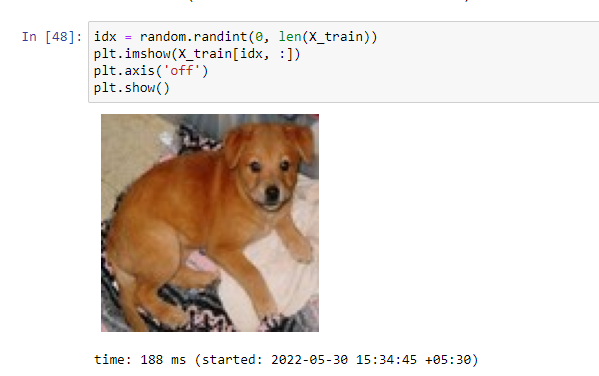 In [48]:
idx = random.randint(0, len(X_train))
plt.imshow(X_train[idx, :])
plt.axis('off')
plt.show()
time: 188 ms (started: 2022-05-30 15:34:45 +05:30)